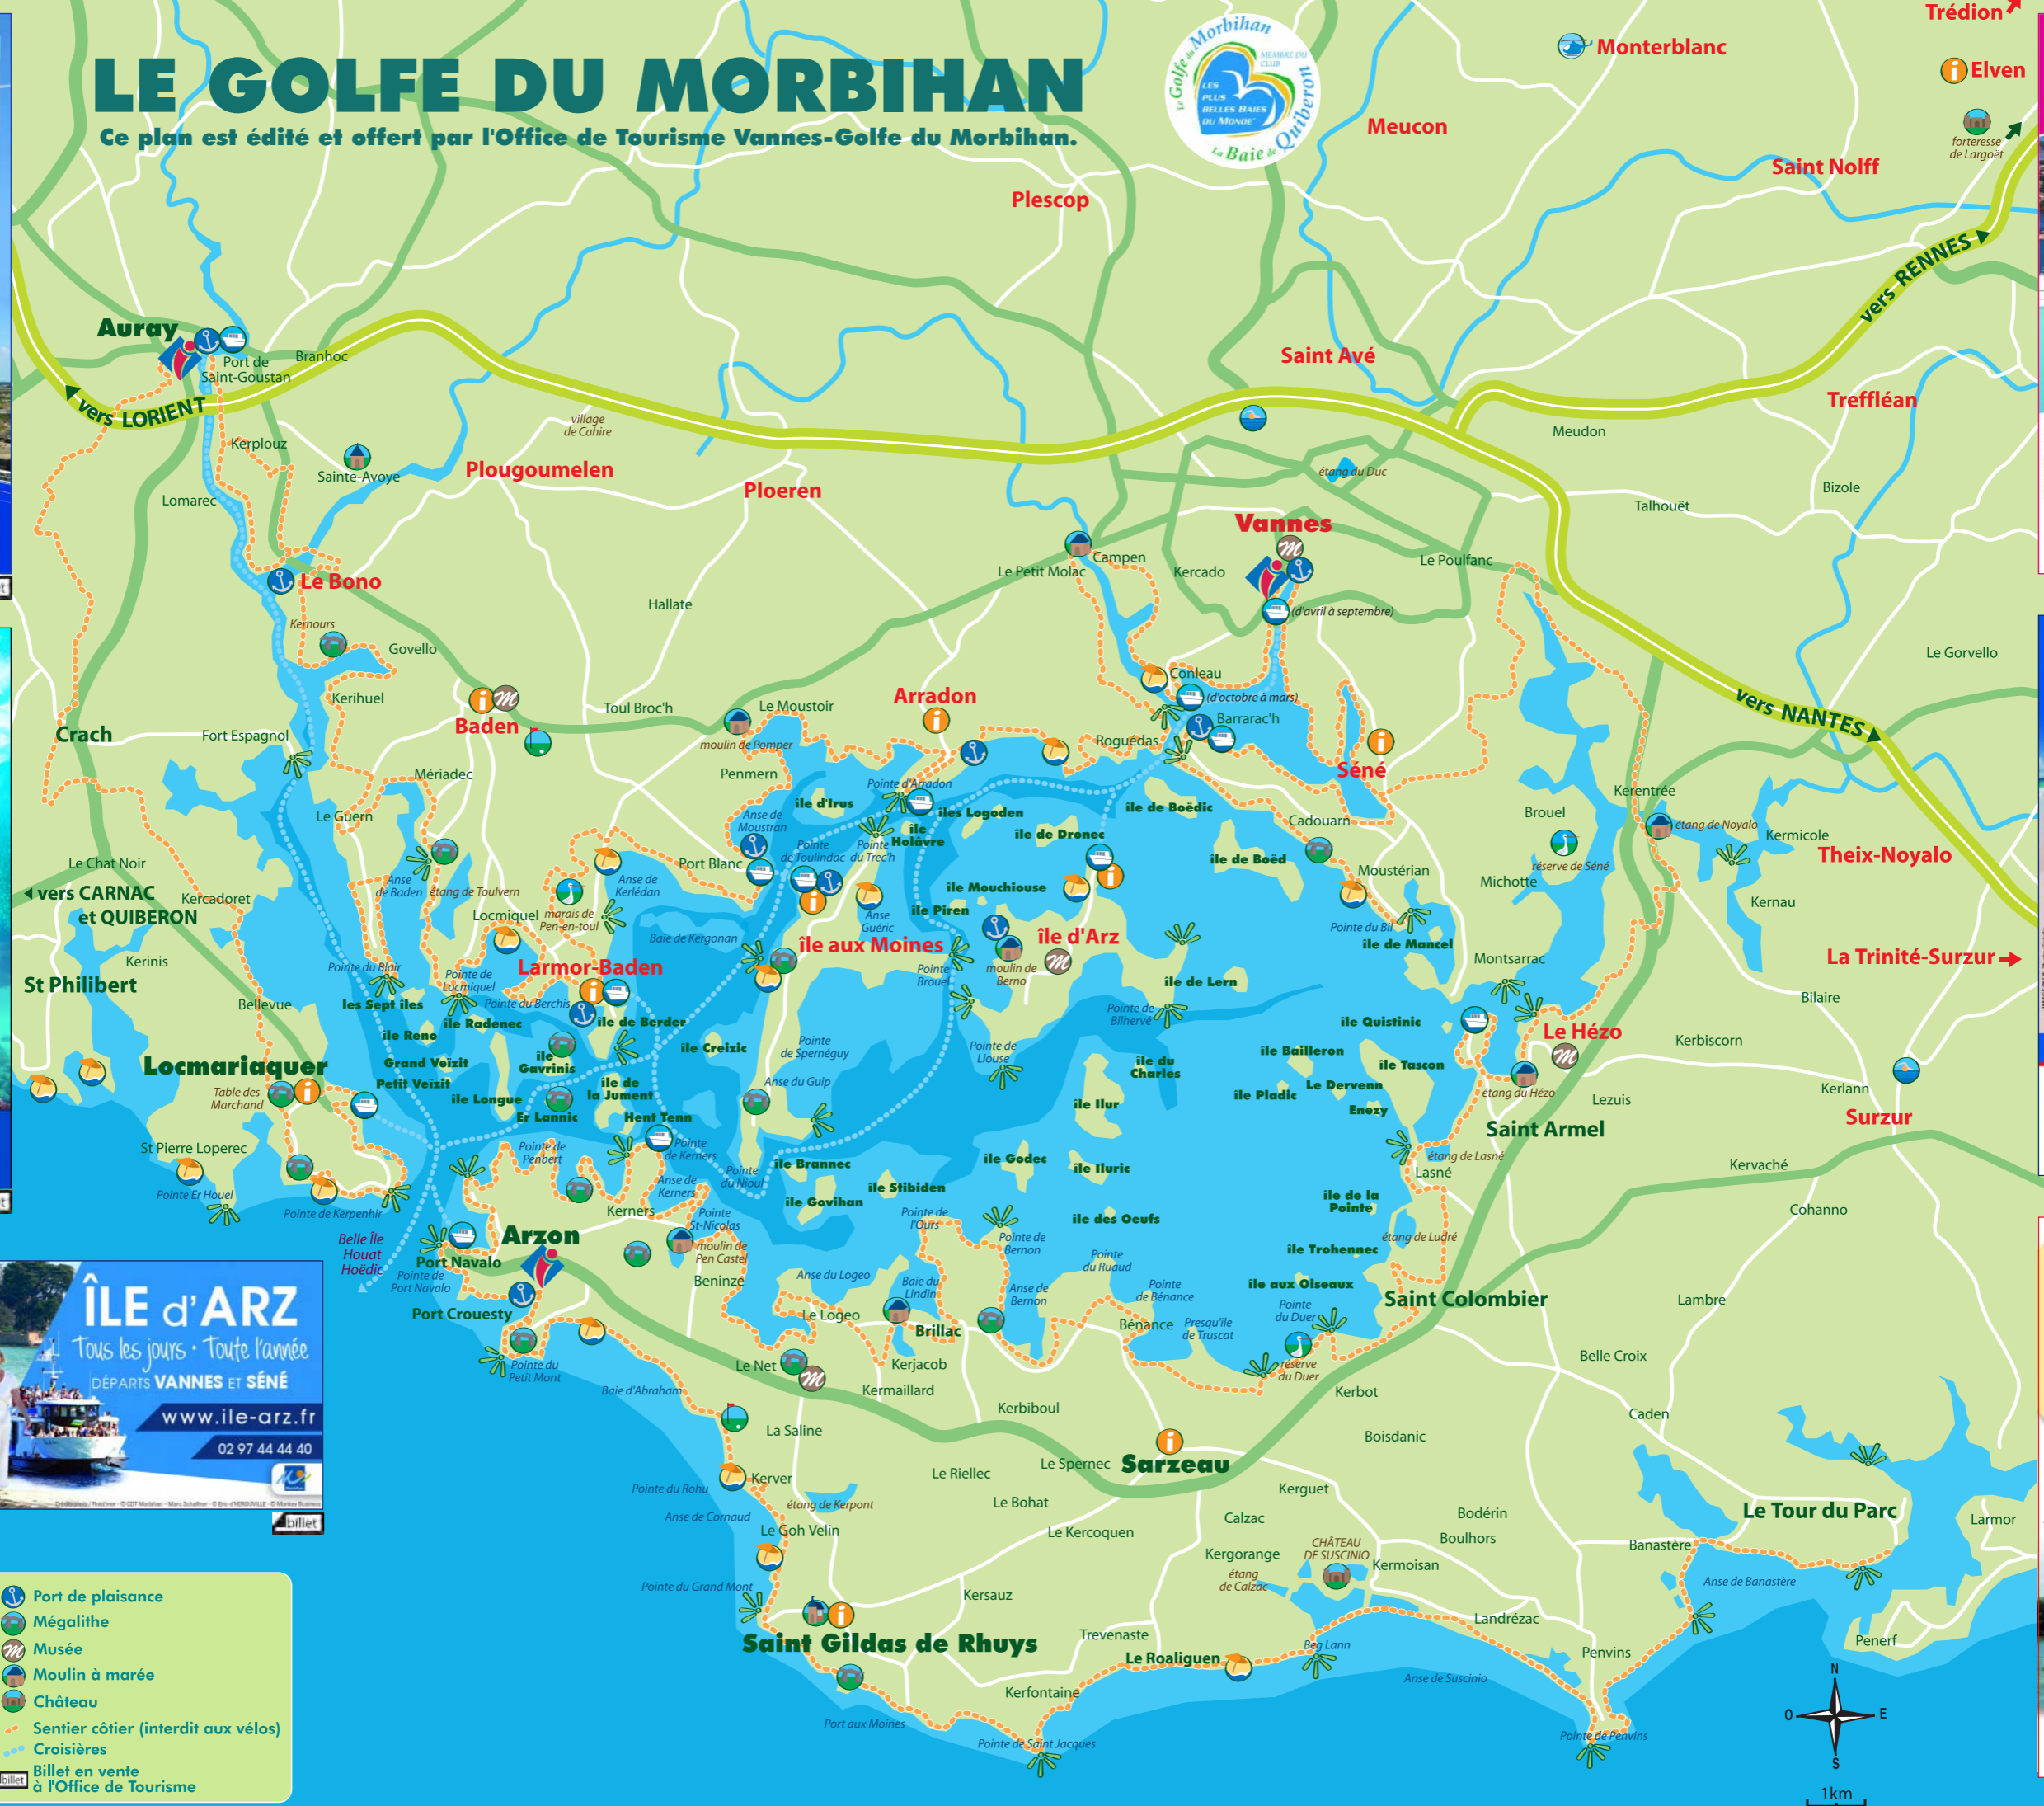 LE GOLFE DU MORBIHAN
Ce plan est édité et offert par l'Office de Tourisme Vannes-Golfe du Morbihan.
Le Golfe du Morbihan
MEMBRE DU
CLUB
LES
PLUS
BELLES BAIES
DU MONDE
La Baie de Quiberon
Trédion
Monterblanc
Elven
forteresse
de Largoët
Meucon
Saint Nolff
Plescop
vers RENNES
Saint Avé
Treffléan
Auray
Port de
Saint-Goustan
Branhoc
vers LORIENT
Kerplouz
village
de Cahire
Sainte-Avoye
Plougoumelen
Ploeren
Lomarec
Meudon
étang du Duc
Bizole
Talhouët
Vannes
Campen
Le Petit Molac
Kercado
Le Poulfanc
(d'avril à septembre)
Le Bono
Hallate
Kernours
Govello
Le Gorvello
Kerihuel
Conleau
(d'octobre à mars)
Barrarac'h
Arradon
Toul Broc'h
Le Moustoir
moulin de Pomper
Baden
Crach
Fort Espagnol
Roguédas
Séné
vers NANTES
Mériadec
Penmern
Pointe d'Arradon
Kerentrée
île d'Irus
îles Logoden
île de Boëdic
Le Guern
Anse de
Moustran
île
Holavre
île de Dronec
Cadouarn
Brouel
étang de Noyalo
Kermicole
Theix-Noyalo
Le Chat Noir
Port Blanc
Pointe
de Toulindac
Pointe
du Trec'h
île de Boëd
Moustérian
réserve de Séné
Michotte
vers CARNAC
et QUIBERON
Kercadoret
Anse
de Baden
étang de Toulvern
Anse de
Kerlédan
Locmiquel
marais de
Pen-en-toul
île Mouchiouse
île Piren
Anse
Guéric
Kernau
Pointe du Bil
île de Mancel
Baie de Kergonan
île aux Moines
île d'Arz
Kerinis
St Philibert
Pointe du Blair
Pointe de
Locmiquel
Larmor-Baden
Pointe
Brouel
moulin de
Berno
Montsarrac
La Trinité-Surzur
île de Lern
Bilaire
Bellevue
les Sept îles
Pointe du Berchis
île Radenec
île de Berder
Pointe de
Bilhervé
île Quistinic
Le Hézo
île Reno
île Creizic
Pointe
de Spernéguy
Pointe de
Liouse
Kerbiscorn
Locmariaquer
Grand Veïzit
Petit Veïzit
île
Gavrinis
île du
Charles
île Bailleron
île Tascon
Table des
Marchand
île Longue
île de
la Jument
Anse du Guip
île Ilur
île Pladic
Le Dervenn
Enezy
étang du Hézo
Lezuis
Kerlann
Surzur
Er Lannic
Hent Tenn
Saint Armel
St Pierre Loperec
Pointe de
Penbert
Pointe
de Kerners
étang de Lasné
Lasné
Kervaché
île Brannec
île Godec
île Iluric
Pointe Er Houel
Pointe
du Nioul
Anse de
Kerners
île Stibiden
île Govihan
île de la
Pointe
Cohanno
Pointe de Kerpenhir
Kerners
Pointe
St-Nicolas
Pointe de
l'Ours
île des Oeufs
étang de Ludré
Belle Île
Houat
Hoëdic
Arzon
Port Navalo
Pointe de
Port Navalo
moulin de
Pen Castel
Beninze
Pointe de
Bernon
Pointe
du Ruaud
île Trohennec
Anse du Logeo
Baie du
Lindin
Anse de
Bernon
Pointe
de Bénance
île aux Oiseaux
Saint Colombier
Lambre
Port Crouesty
Le Logeo
Brillac
Bénance
Presqu'île
de Truscat
Pointe
du Duer
réserve
du Duer
Belle Croix
Pointe du
Petit Mont
Baie d'Abraham
Le Net
Kerjacob
Kermaillard
Kerbot
Kerbiboul
Caden
La Saline
Boisdanic
Sarzeau
Le Spernec
Le Riellec
Pointe du Rohu
Kerver
étang de Kerpont
Le Bohat
Kerguet
Anse de Cornaud
Le Goh Velin
Le Kercoquen
Calzac
Bodérin
Boulhors
Le Tour du Parc
Larmor
Kergorange
étang
de Calzac
CHÂTEAU
DE SUSCINIO
Kermoisan
Banastère
Anse de Banastère
Pointe du Grand Mont
Kersauz
Landrézac
Saint Gildas de Rhuys
Trevenaste
Le Roaliguen
Beg Lann
Penvins
Penerf
Anse de Suscinio
Kerfontaine
Port aux Moines
Pointe de Saint Jacques
Pointe de Penvins
N
O
E
S
1km
ÎLE d'ARZ
Tous les jours • Toute l'année
DÉPARTS VANNES ET SÉNÉ
www.ile-arz.fr
02 97 44 44 40
billet
Port de plaisance
Mégalithe
Musée
Moulin à marée
Château
Sentier côtier (interdit aux vélos)
Croisières
billet
Billet en vente
à l'Office de Tourisme